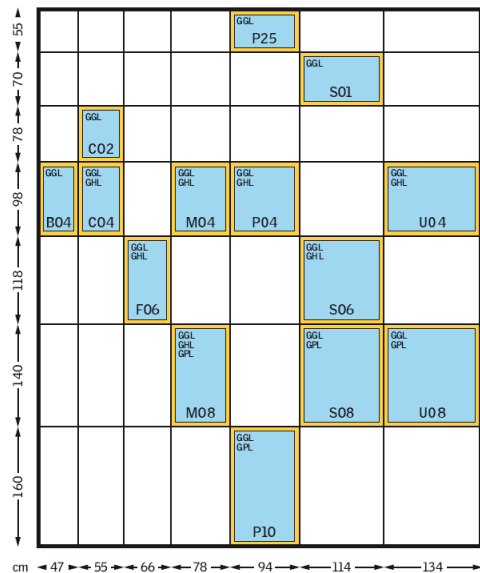 55
GGL
P25
70
GGL
S01
78
GGL
C02
98
GGL
B04
GGL
GHL
C04
GGL
GHL
M04
GGL
GHL
P04
GGL
GHL
U04
118
GGL
GHL
F06
GGL
GHL
S06
140
GGL
GHL
GPL
M08
GGL
GPL
S08
GGL
GPL
U08
160
GGL
GPL
P10
cm 47 55 66 78 94 114 134